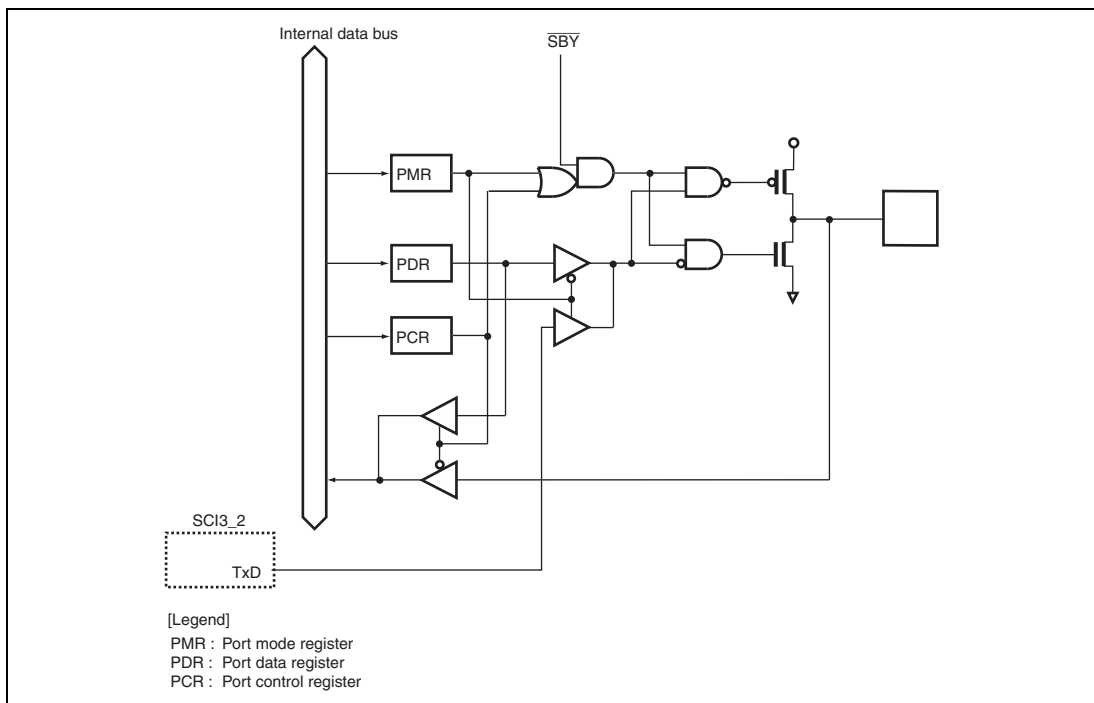 Internal data bus
SBY
PMR
PDR
PCR
SCI3_2
TxD
[Legend]
PMR : Port mode register
PDR : Port data register
PCR : Port control register